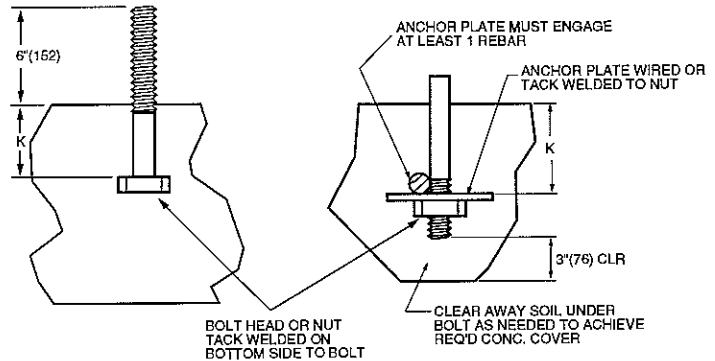 6"(152)
K
ANCHOR PLATE MUST ENGAGE
AT LEAST 1 REBAR
ANCHOR PLATE WIRED OR
TACK WELDED TO NUT
K
3"(76) CLR
BOLT HEAD OR NUT
TACK WELDED ON
BOTTOM SIDE TO BOLT
CLEAR AWAY SOIL UNDER
BOLT AS NEEDED TO ACHIEVE
REQ'D CONC. COVER